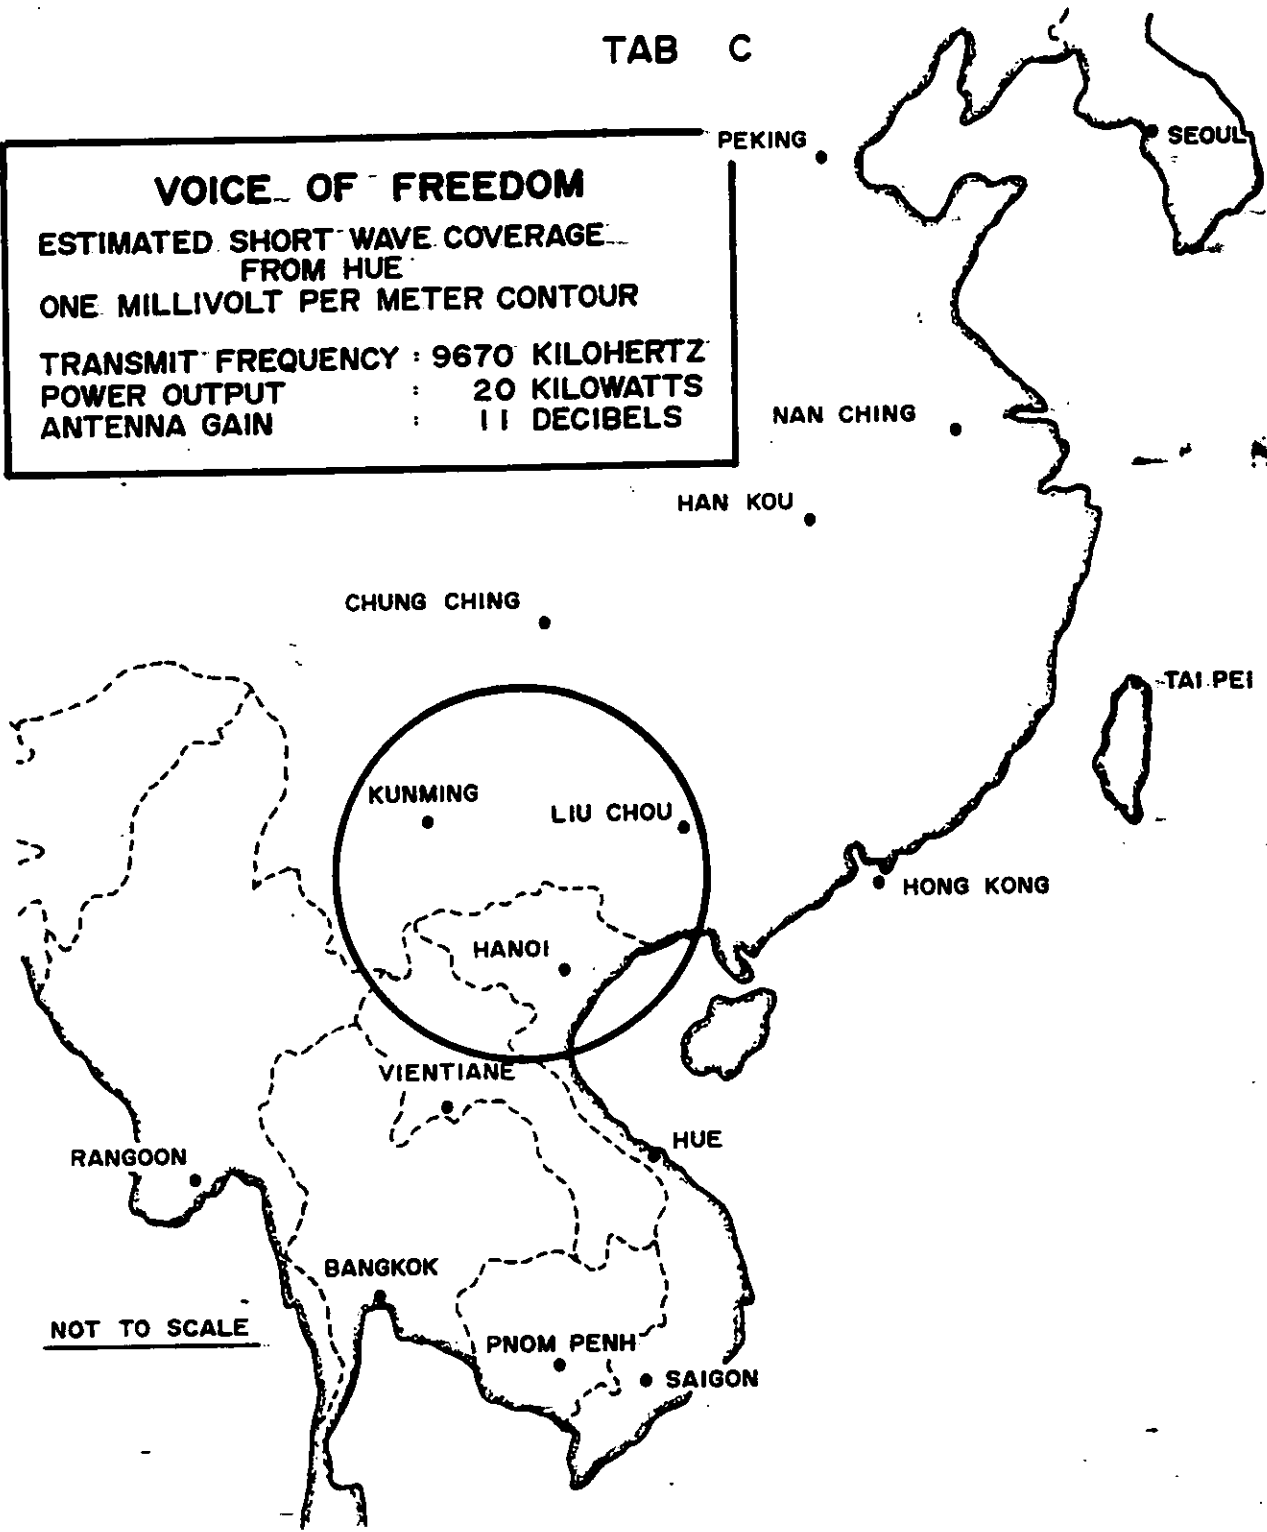 TAB C
VOICE OF FREEDOM
ESTIMATED SHORT WAVE COVERAGE
FROM HUE
ONE MILLIVOLT PER METER CONTOUR
TRANSMIT FREQUENCY : 9670 KILOHERTZ
POWER OUTPUT : 20 KILOWATTS
ANTENNA GAIN : 11 DECIBELS
PEKING
SEOUL
NAN CHING
HAN KOU
CHUNG CHING
TAI PEI
KUNMING
LIU CHOU
HONG KONG
HANOI
VIENTIANE
HUE
RANGOON
BANGKOK
NOT TO SCALE
PNOM PENH
SAIGON